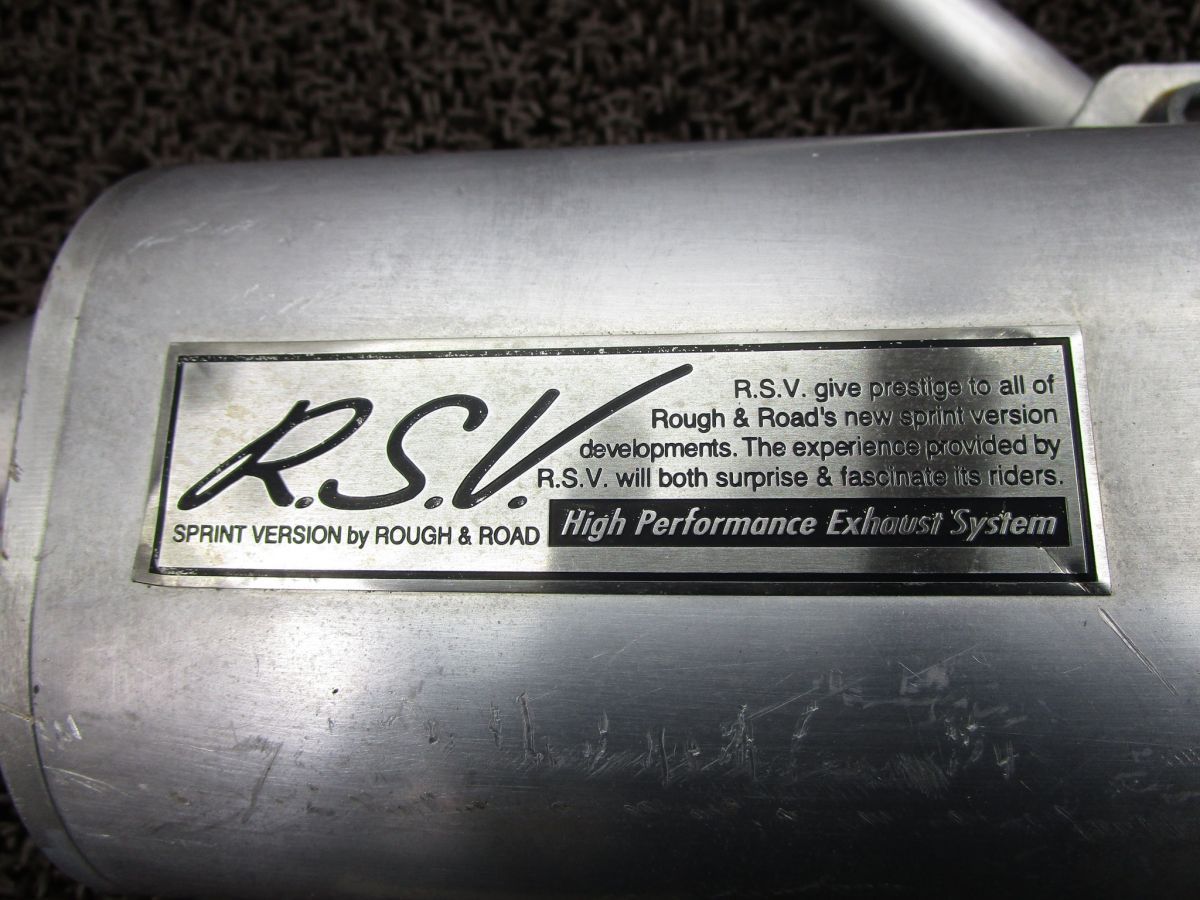 R.S.V.
SPRINT VERSION by ROUGH & ROAD
R.S.V. give prestige to all of
Rough & Road's new sprint version
developments. The experience provided by
R.S.V. will both surprise & fascinate its riders.
High Performance Exhaust System